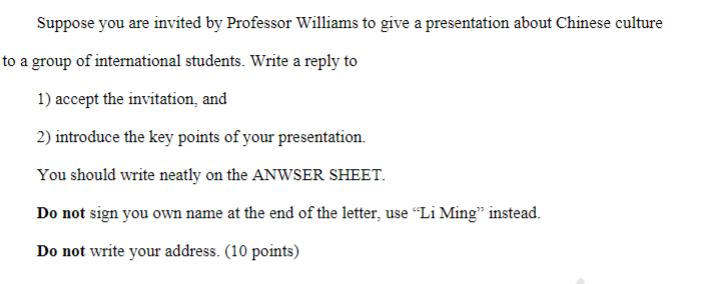 Suppose you are invited by Professor Williams to give a presentation about Chinese culture
to a group of international students. Write a reply to
1) accept the invitation, and
2) introduce the key points of your presentation.
You should write neatly on the ANWSER SHEET.
Do not sign you own name at the end of the letter, use “Li Ming” instead.
Do not write your address. (10 points)